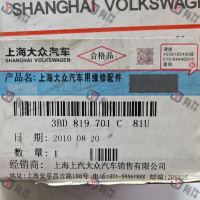 SHANGHAI VOLKSWAGEN
上海大众汽车
SHANGHAI VOLKSWAGEN
合格品
产品名: 上海大众汽车用维修配件
3BD 819 701 C 81U
日期: 2010-08-20
数量: 1
经销商: 上海上汽大众汽车销售有限公司